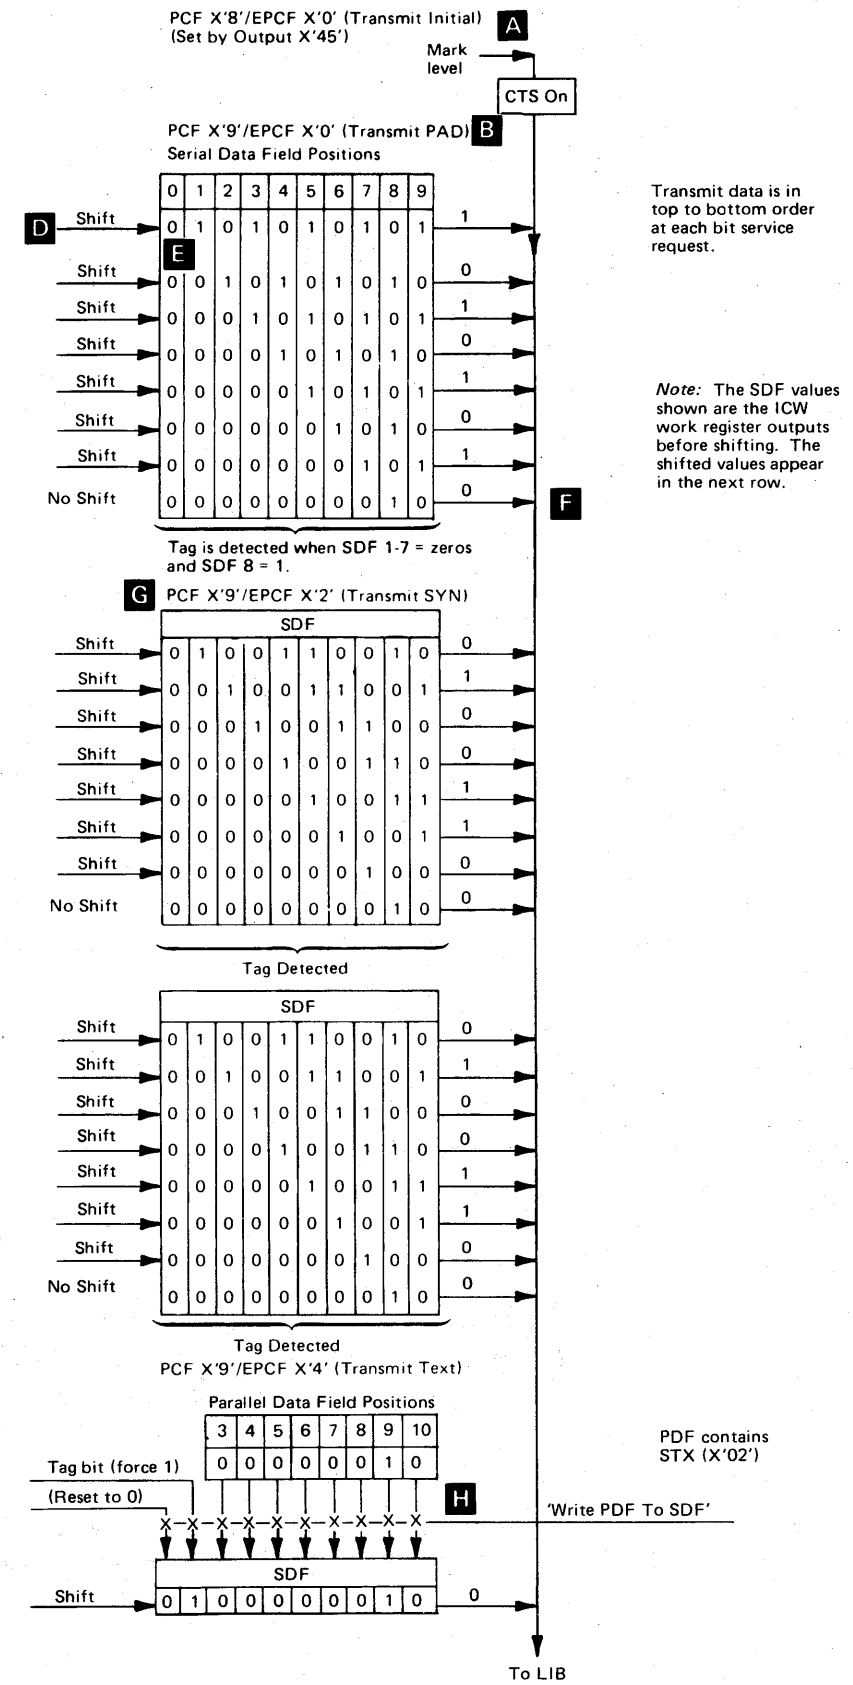 PCF X'8'/EPCF X'0' (Transmit Initial)
(Set by Output X'45')
A
Mark
level
CTS On
PCF X'9'/EPCF X'0' (Transmit PAD)
B
Serial Data Field Positions
0 1 2 3 4 5 6 7 8 9
D
Shift
0 1 0 1 0 1 0 1 0 1
1
E
Shift
0 0 1 0 1 0 1 0 1 0
0
Shift
0 0 0 1 0 1 0 1 0 1
1
Shift
0 0 0 0 1 0 1 0 1 0
0
Shift
0 0 0 0 0 1 0 1 0 1
1
Shift
0 0 0 0 0 0 1 0 1 0
0
Shift
0 0 0 0 0 0 0 1 0 1
1
No Shift
0 0 0 0 0 0 0 0 1 0
0
F
Transmit data is in
top to bottom order
at each bit service
request.
Note: The SDF values
shown are the ICW
work register outputs
before shifting. The
shifted values appear
in the next row.
Tag is detected when SDF 1-7 = zeros
and SDF 8 = 1.
G
PCF X'9'/EPCF X'2' (Transmit SYN)
SDF
Shift
0 1 0 0 1 1 0 0 1 0
0
Shift
0 0 1 0 0 1 1 0 0 1
1
Shift
0 0 0 1 0 0 1 1 0 0
0
Shift
0 0 0 0 1 0 0 1 1 0
0
Shift
0 0 0 0 0 1 0 0 1 1
1
Shift
0 0 0 0 0 0 1 0 0 1
1
Shift
0 0 0 0 0 0 0 1 0 0
0
No Shift
0 0 0 0 0 0 0 0 1 0
0
Tag Detected
SDF
Shift
0 1 0 0 1 1 0 0 1 0
0
Shift
0 0 1 0 0 1 1 0 0 1
1
Shift
0 0 0 1 0 0 1 1 0 0
0
Shift
0 0 0 0 1 0 0 1 1 0
0
Shift
0 0 0 0 0 1 0 0 1 1
1
Shift
0 0 0 0 0 0 1 0 0 1
1
Shift
0 0 0 0 0 0 0 1 0 0
0
No Shift
0 0 0 0 0 0 0 0 1 0
0
Tag Detected
PCF X'9'/EPCF X'4' (Transmit Text)
Parallel Data Field Positions
3 4 5 6 7 8 9 10
0 0 0 0 0 0 1 0
PDF contains
STX (X'02')
Tag bit (force 1)
(Reset to 0)
H
'Write PDF To SDF'
X X X X X X X X X X
SDF
Shift
0 1 0 0 0 0 0 0 1 0
0
To LIB